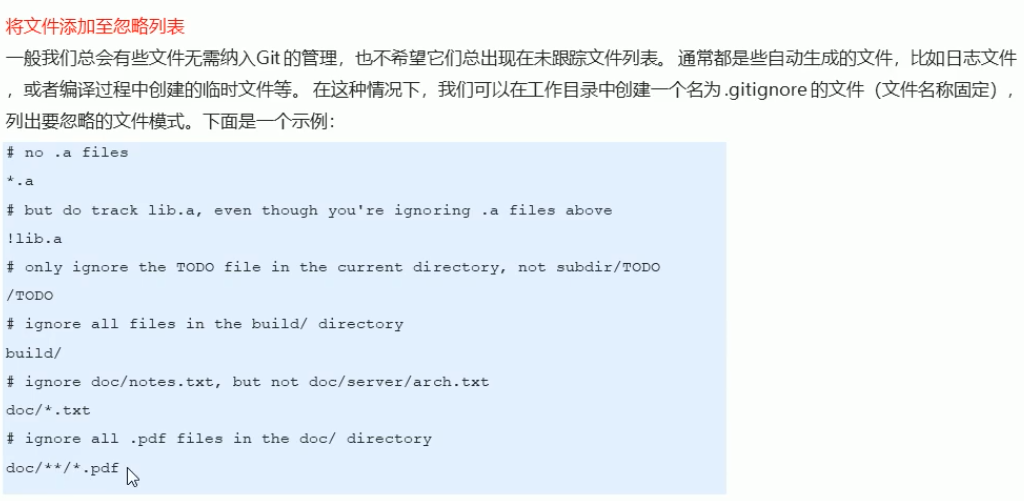 将文件添加至忽略列表
一般我们总会有些文件无需纳入Git 的管理，也不希望它们总出现在未跟踪文件列表。 通常都是些自动生成的文件，比如日志文件
，或者编译过程中创建的临时文件等。 在这种情况下，我们可以在工作目录中创建一个名为 .gitignore 的文件（文件名称固定），
列出要忽略的文件模式。下面是一个示例：
# no .a files
*.a
# but do track lib.a, even though you're ignoring .a files above
!lib.a
# only ignore the TODO file in the current directory, not subdir/TODO
/TODO
# ignore all files in the build/ directory
build/
# ignore doc/notes.txt, but not doc/server/arch.txt
doc/*.txt
# ignore all .pdf files in the doc/ directory
doc/**/*.pdf